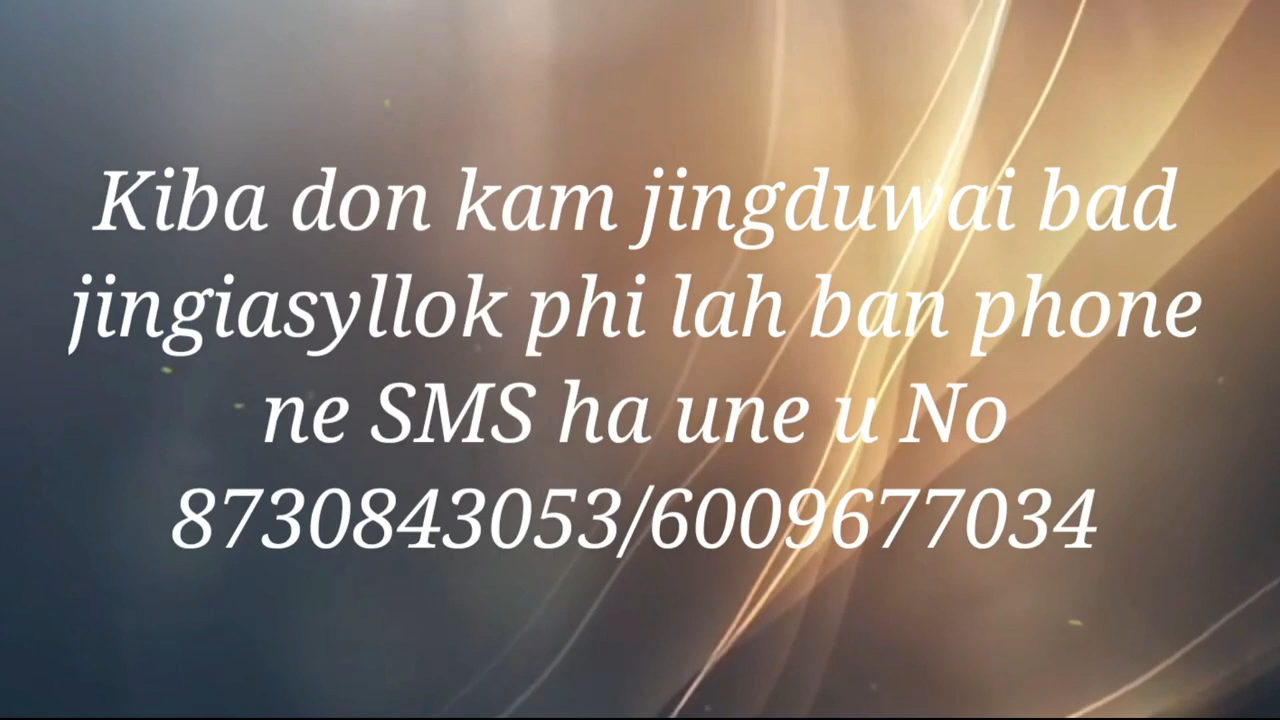 Kiba don kam jingduwai bad
jingiasyllok phi lah ban phone
ne SMS ha une u No
8730843053/6009677034